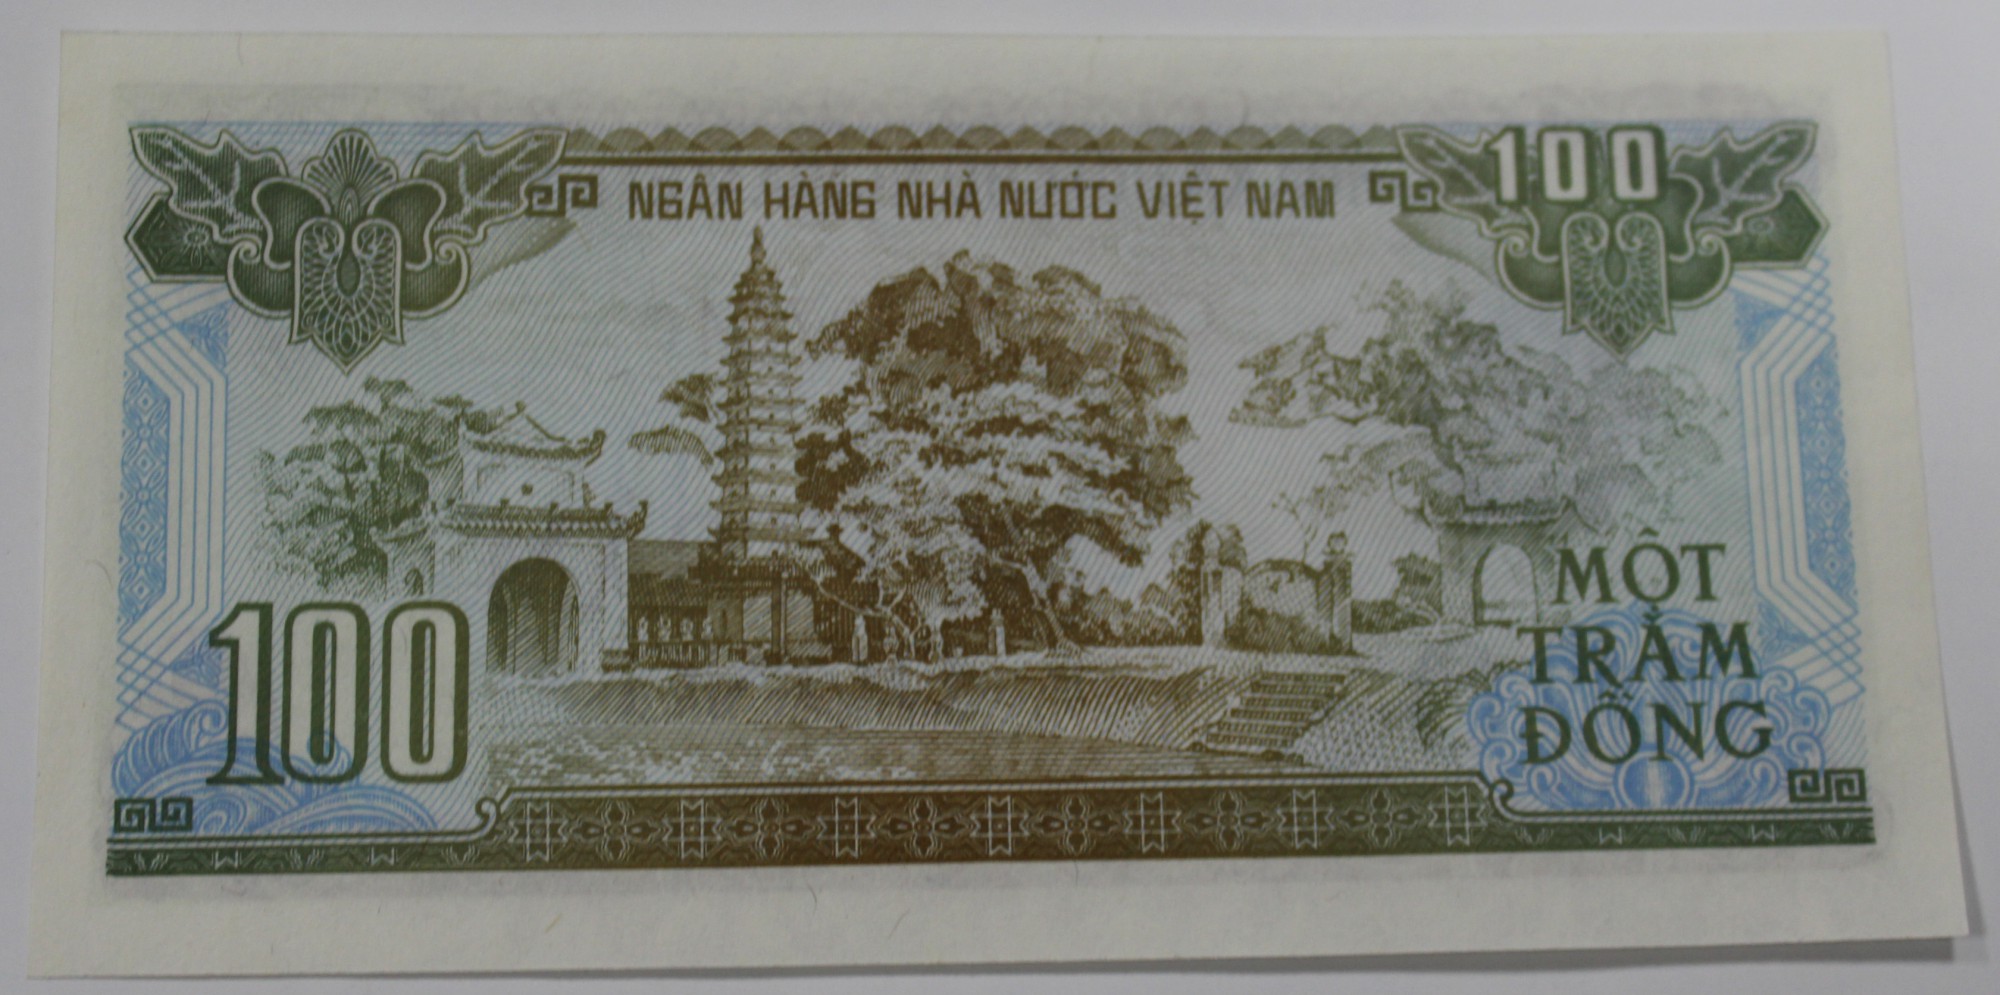 NGÂN HÀNG NHÀ NƯỚC VIỆT NAM
100
100
MỘT
TRĂM
ĐỒNG